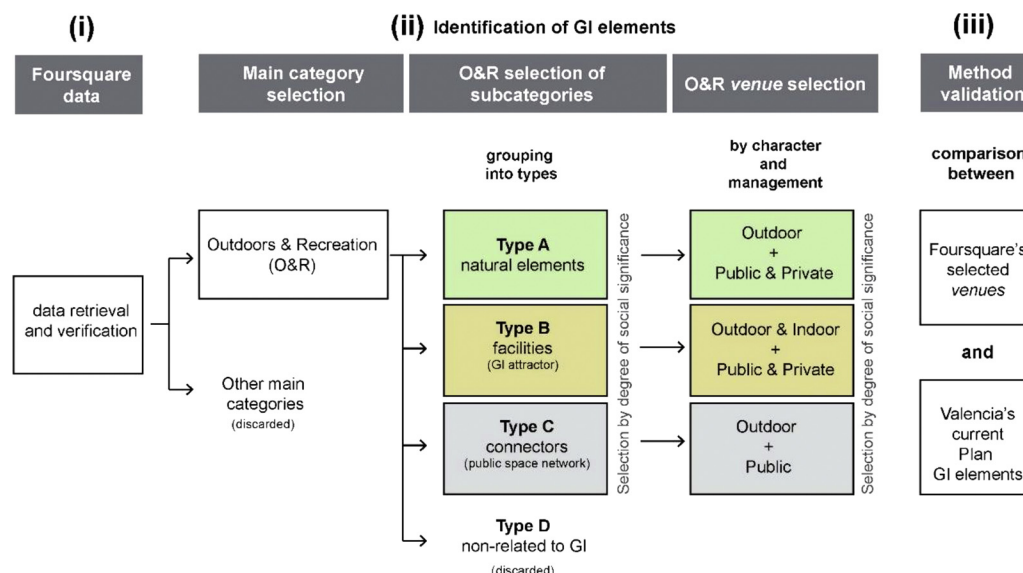 (i)
(ii) Identification of GI elements
(iii)
Foursquare
data
Main category
selection
O&R selection of
subcategories
O&R venue selection
Method
validation
grouping
into types
by character
and
management
comparison
between
data retrieval
and verification
Outdoors & Recreation
(O&R)
Other main
categories
(discarded)
Type A
natural elements
Type B
facilities
(GI attractor)
Type C
connectors
(public space network)
Type D
non-related to GI
(discarded)
Selection by degree of social significance
Outdoor
+
Public & Private
Outdoor & Indoor
+
Public & Private
Outdoor
+
Public
Selection by degree of social significance
Foursquare's
selected
venues
and
Valencia's
current
Plan
GI elements